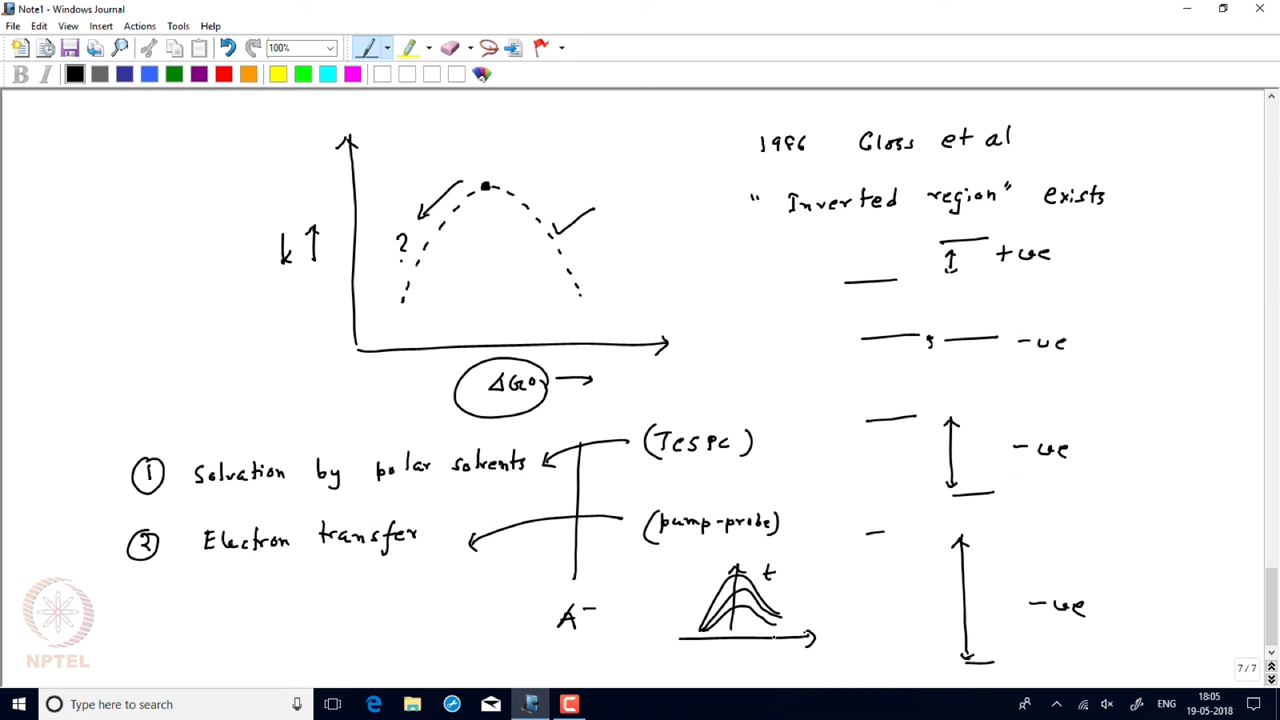 Note1 - Windows Journal
File Edit View Insert Actions Tools Help
100%
B I
k
?
ΔG°
1986 Closs et al
" Inverted region" exists
+ve
-ve
-ve
-ve
① Solvation by polar solvents
(TCSPC)
② Electron transfer
(pump-probe)
t
A⁻
NPTEL
7 / 7
Type here to search
ENG
18:05
19-05-2018